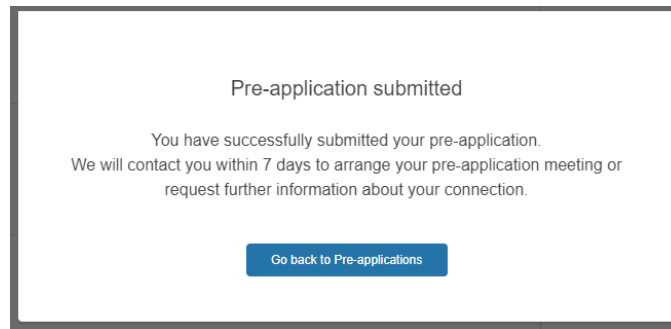 Pre-application submitted
You have successfully submitted your pre-application.
We will contact you within 7 days to arrange your pre-application meeting or
request further information about your connection.
Go back to Pre-applications